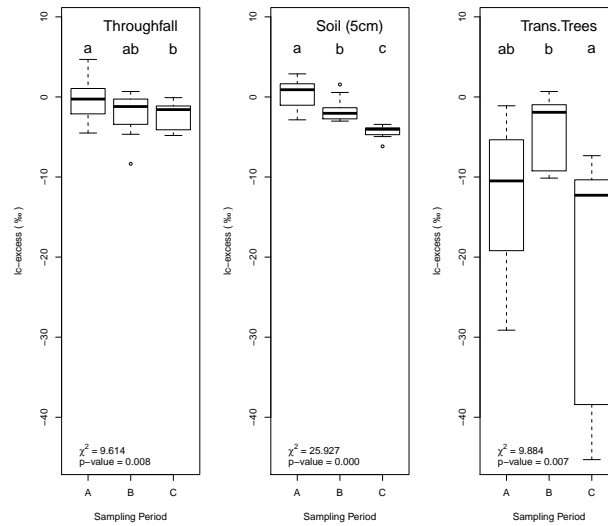 Throughfall
a ab b
10
0
−10
−20
−30
−40
lc−excess ( ‰ )
χ² = 9.614
p−value = 0.008
A B C
Sampling Period
Soil (5cm)
a b c
10
0
−10
−20
−30
−40
lc−excess ( ‰ )
χ² = 25.927
p−value = 0.000
A B C
Sampling Period
Trans.Trees
ab b a
10
0
−10
−20
−30
−40
lc−excess ( ‰ )
χ² = 9.884
p−value = 0.007
A B C
Sampling Period